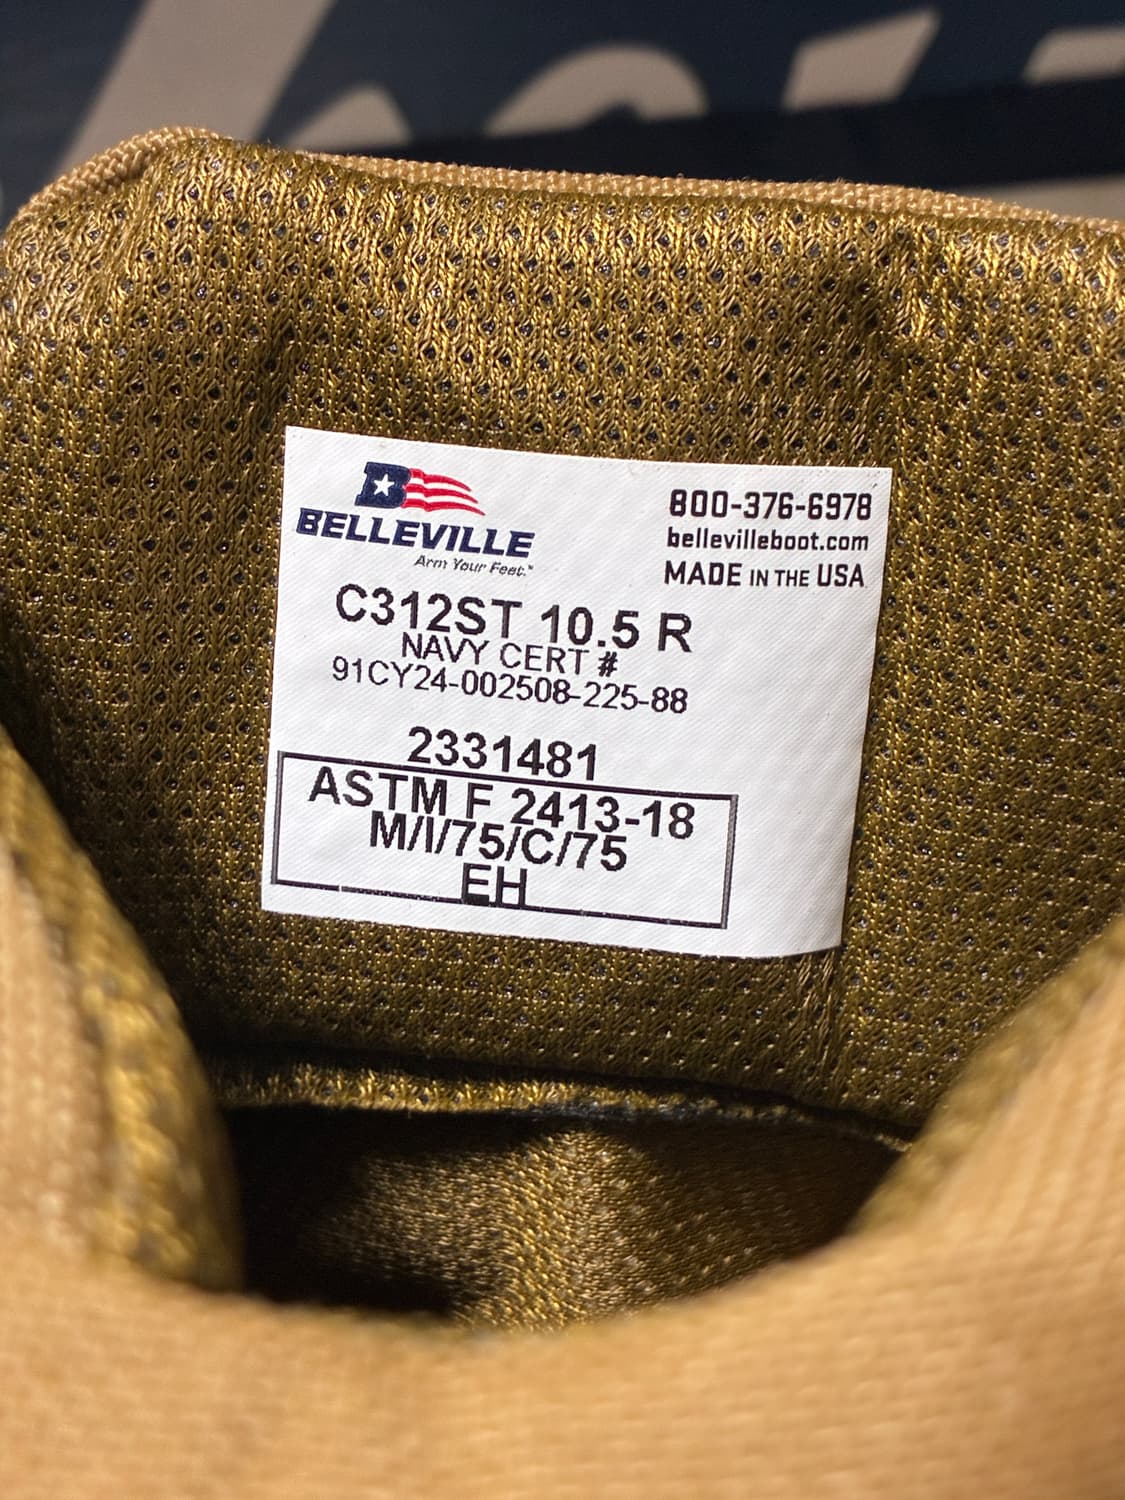 BELLEVILLE
Arm Your Feet.™
800-376-6978
bellevilleboot.com
MADE IN THE USA
C312ST 10.5 R
NAVY CERT #
91CY24-002508-225-88
2331481
ASTM F 2413-18
M/I/75/C/75
EH